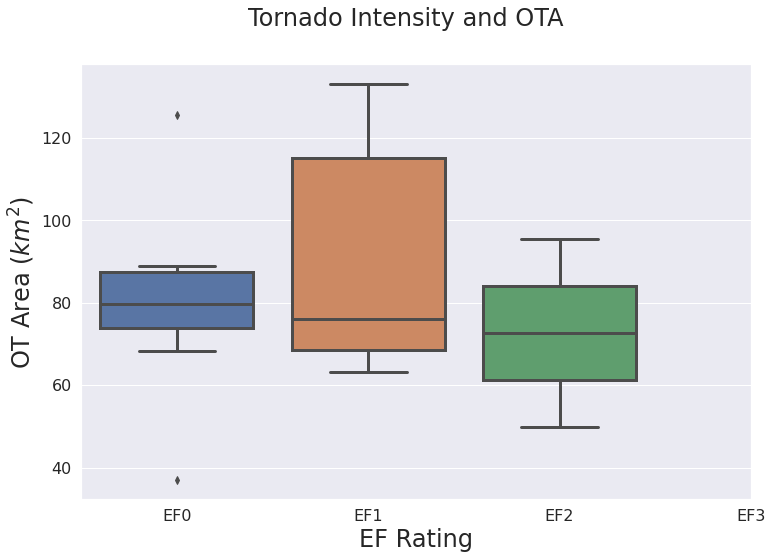 Tornado Intensity and OTA
OT Area (km²)
120
100
80
60
40
EF0 EF1 EF2 EF3
EF Rating